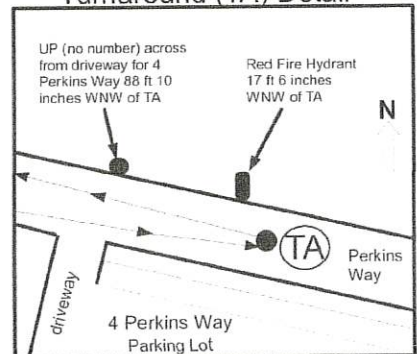 Turnaround (TA) Detail
UP (no number) across
from driveway for 4
Perkins Way 88 ft 10
inches WNW of TA
Red Fire Hydrant
17 ft 6 inches
WNW of TA
N
TA
Perkins
Way
driveway
4 Perkins Way
Parking Lot